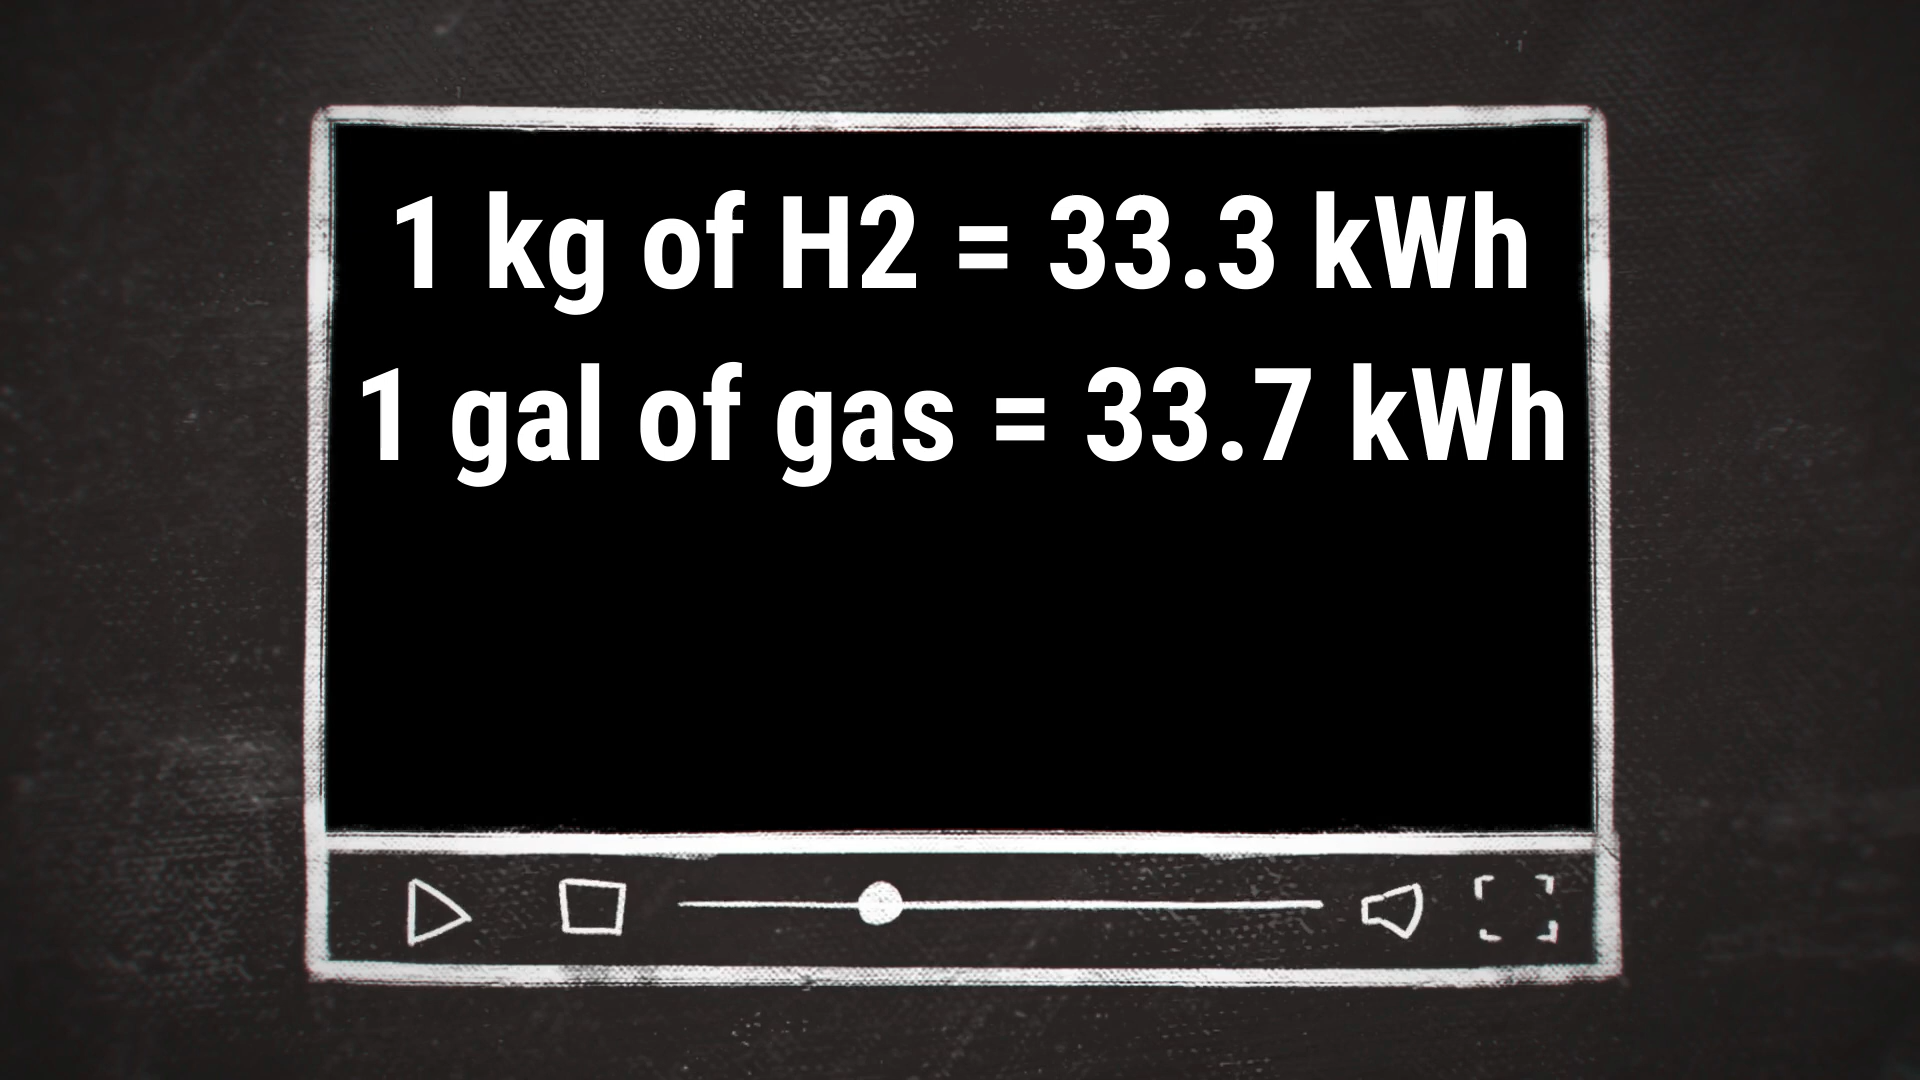 1 kg of H2 = 33.3 kWh
1 gal of gas = 33.7 kWh